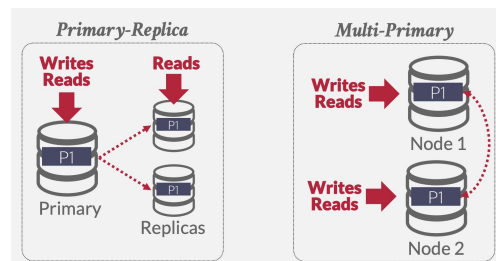 Primary-Replica
Writes
Reads
Reads
P1
P1
P1
Primary
Replicas
Multi-Primary
Writes
Reads
P1
Node 1
Writes
Reads
P1
Node 2